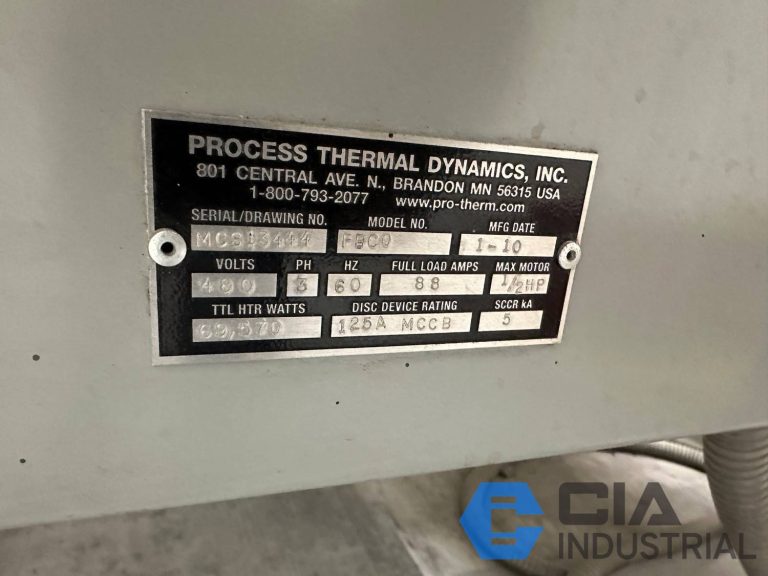 PROCESS THERMAL DYNAMICS, INC.
801 CENTRAL AVE. N., BRANDON MN 56315 USA
1-800-793-2077 www.pro-therm.com
SERIAL/DRAWING NO. MODEL NO. MFG DATE
MCS13444 FBCO 1-10
VOLTS PH HZ FULL LOAD AMPS MAX MOTOR
480 3 60 88 1/2HP
TTL HTR WATTS DISC DEVICE RATING SCCR kA
69,570 125A MCCB 5
CIA
INDUSTRIAL